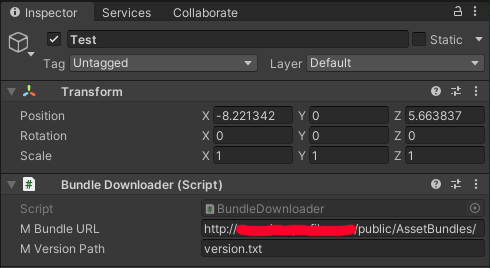 Inspector Services Collaborate
Test Static
Tag Untagged Layer Default
Transform
Position X -8.221342 Y 0 Z 5.663837
Rotation X 0 Y 0 Z 0
Scale X 1 Y 1 Z 1
# Bundle Downloader (Script)
Script # BundleDownloader
M Bundle URL http:// /public/AssetBundles/
M Version Path version.txt